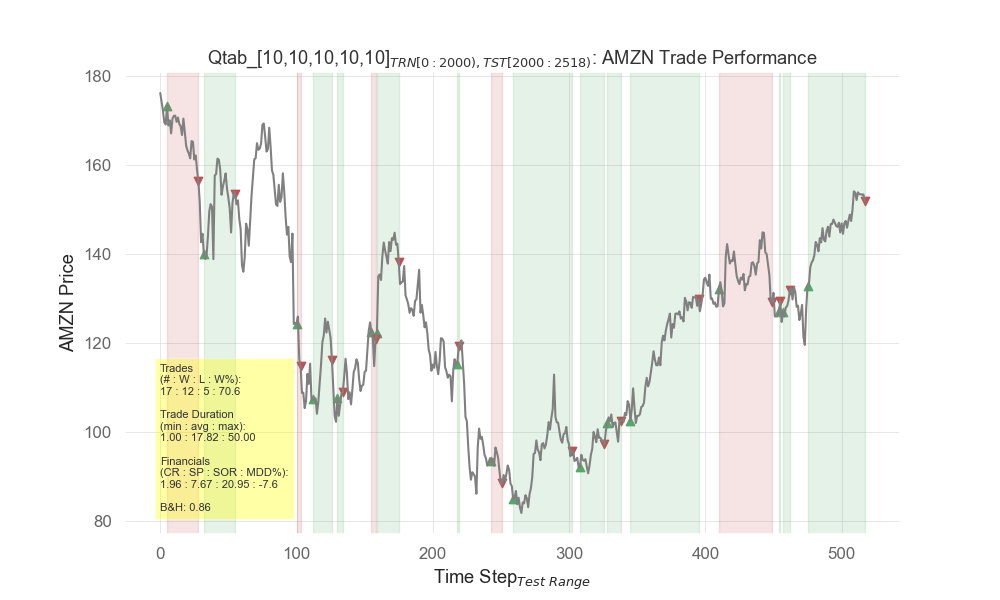 Qtab_[10,10,10,10,10]TRN[0 : 2000), TST[2000 : 2518) : AMZN Trade Performance
180
160
140
120
100
80
AMZN Price
Trades
(# : W : L : W%):
17 : 12 : 5 : 70.6
Trade Duration
(min : avg : max):
1.00 : 17.82 : 50.00
Financials
(CR : SP : SOR : MDD%):
1.96 : 7.67 : 20.95 : -7.6
B&H: 0.86
0 100 200 300 400 500
Time Step Test Range